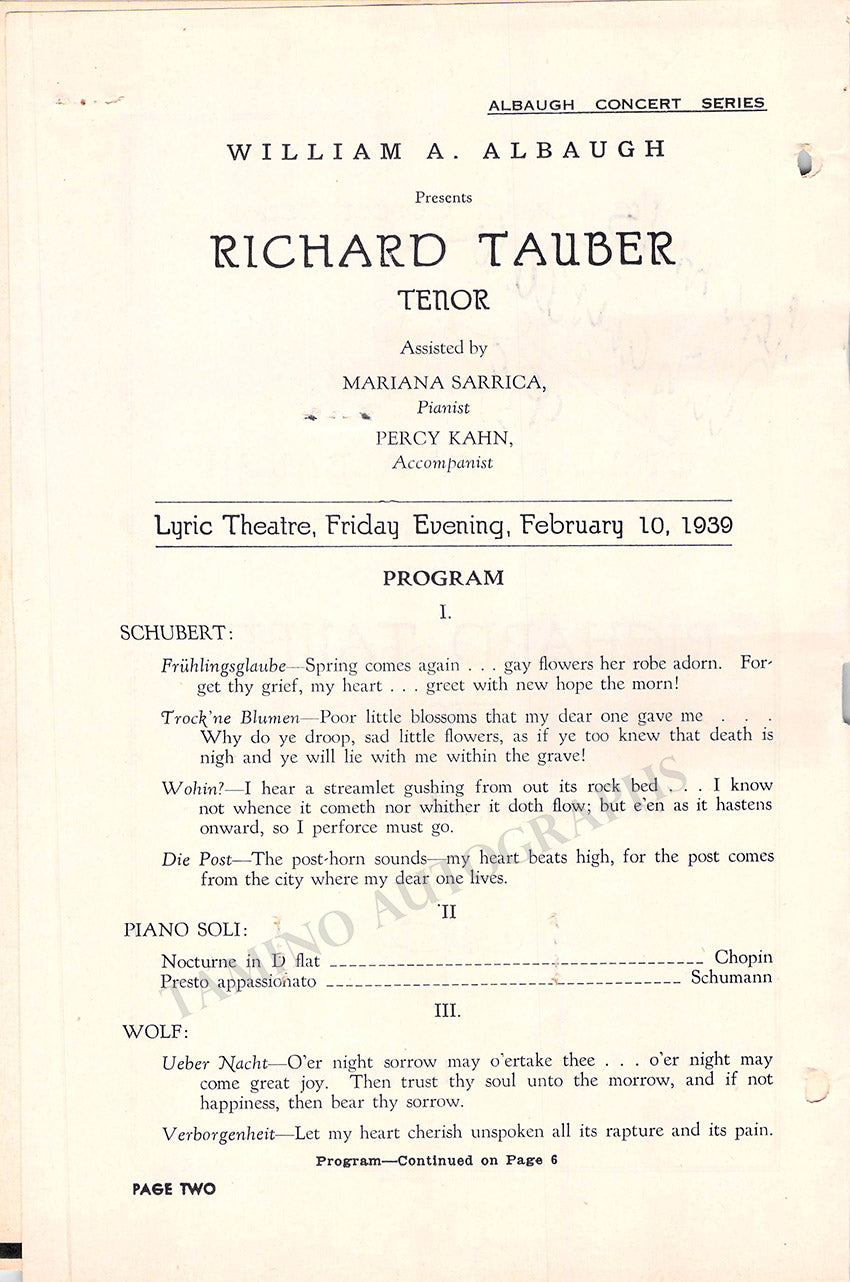 ALBAUGH CONCERT SERIES
WILLIAM A. ALBAUGH
Presents
RICHARD TAUBER
TENOR
Assisted by
MARIANA SARRICA,
Pianist
PERCY KAHN,
Accompanist
Lyric Theatre, Friday Evening, February 10, 1939
PROGRAM
I.
SCHUBERT:
Frühlingsglaube—Spring comes again . . . gay flowers her robe adorn. For-
get thy grief, my heart . . . greet with new hope the morn!
Trock'ne Blumen—Poor little blossoms that my dear one gave me . . .
Why do ye droop, sad little flowers, as if ye too knew that death is
nigh and ye will lie with me within the grave!
Wohin?—I hear a streamlet gushing from out its rock bed . . . I know
not whence it cometh nor whither it doth flow; but e'en as it hastens
onward, so I perforce must go.
Die Post—The post-horn sounds—my heart beats high, for the post comes
from the city where my dear one lives.
II
PIANO SOLI:
Nocturne in D flat ------------------------------------ Chopin
Presto appassionato ---------------------------------- Schumann
III.
WOLF:
Ueber Nacht—O'er night sorrow may o'ertake thee . . . o'er night may
come great joy. Then trust thy soul unto the morrow, and if not
happiness, then bear thy sorrow.
Verborgenheit—Let my heart cherish unspoken all its rapture and its pain.
Program—Continued on Page 6
PAGE TWO
TAMINO AUTOGRAPHS